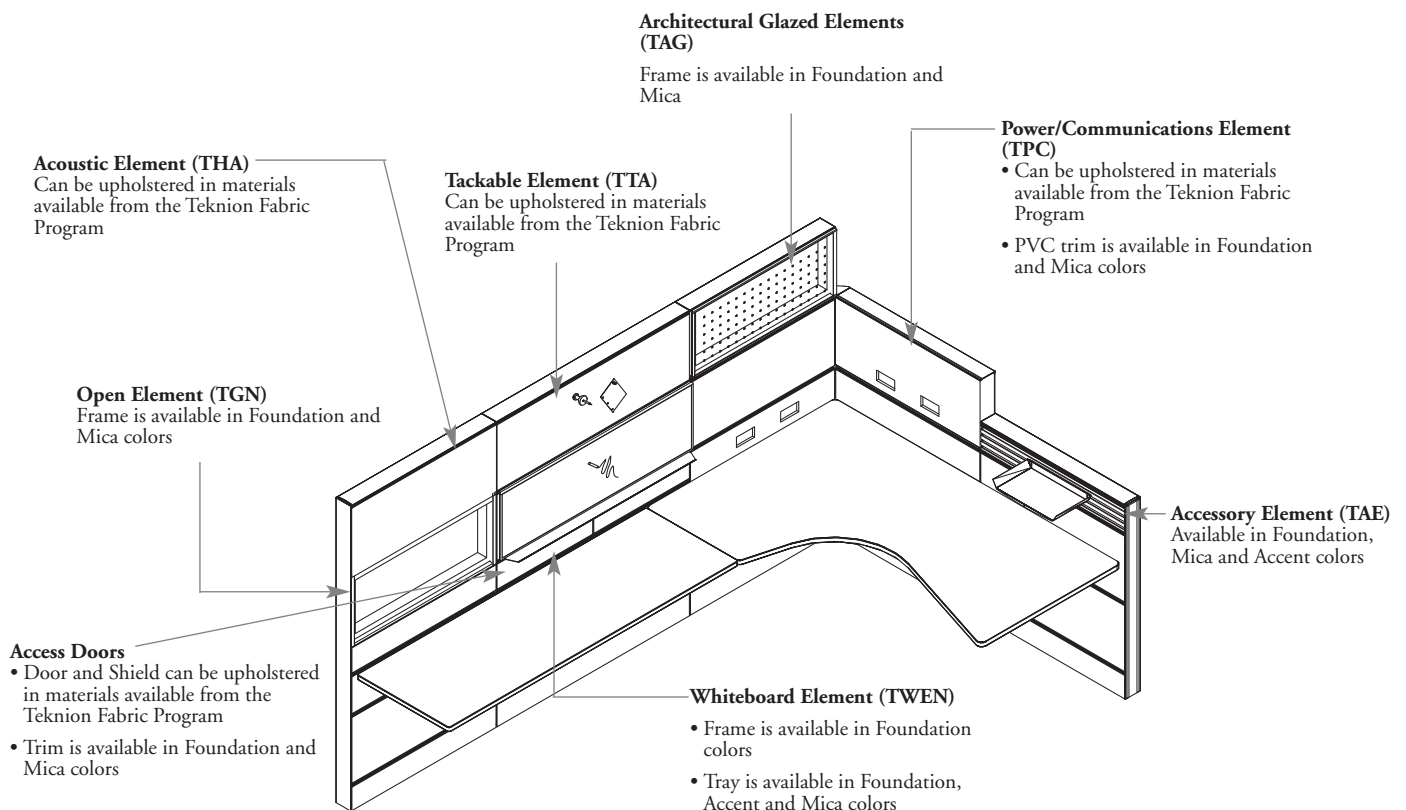 Architectural Glazed Elements
(TAG)
Frame is available in Foundation and
Mica
Power/Communications Element
(TPC)
• Can be upholstered in materials
available from the Teknion Fabric
Program
• PVC trim is available in Foundation
and Mica colors
Acoustic Element (THA)
Can be upholstered in materials
available from the Teknion Fabric
Program
Tackable Element (TTA)
Can be upholstered in materials
available from the Teknion Fabric
Program
Open Element (TGN)
Frame is available in Foundation and
Mica colors
Accessory Element (TAE)
Available in Foundation,
Mica and Accent colors
Access Doors
• Door and Shield can be upholstered
in materials available from the
Teknion Fabric Program
• Trim is available in Foundation and
Mica colors
Whiteboard Element (TWEN)
• Frame is available in Foundation
colors
• Tray is available in Foundation,
Accent and Mica colors